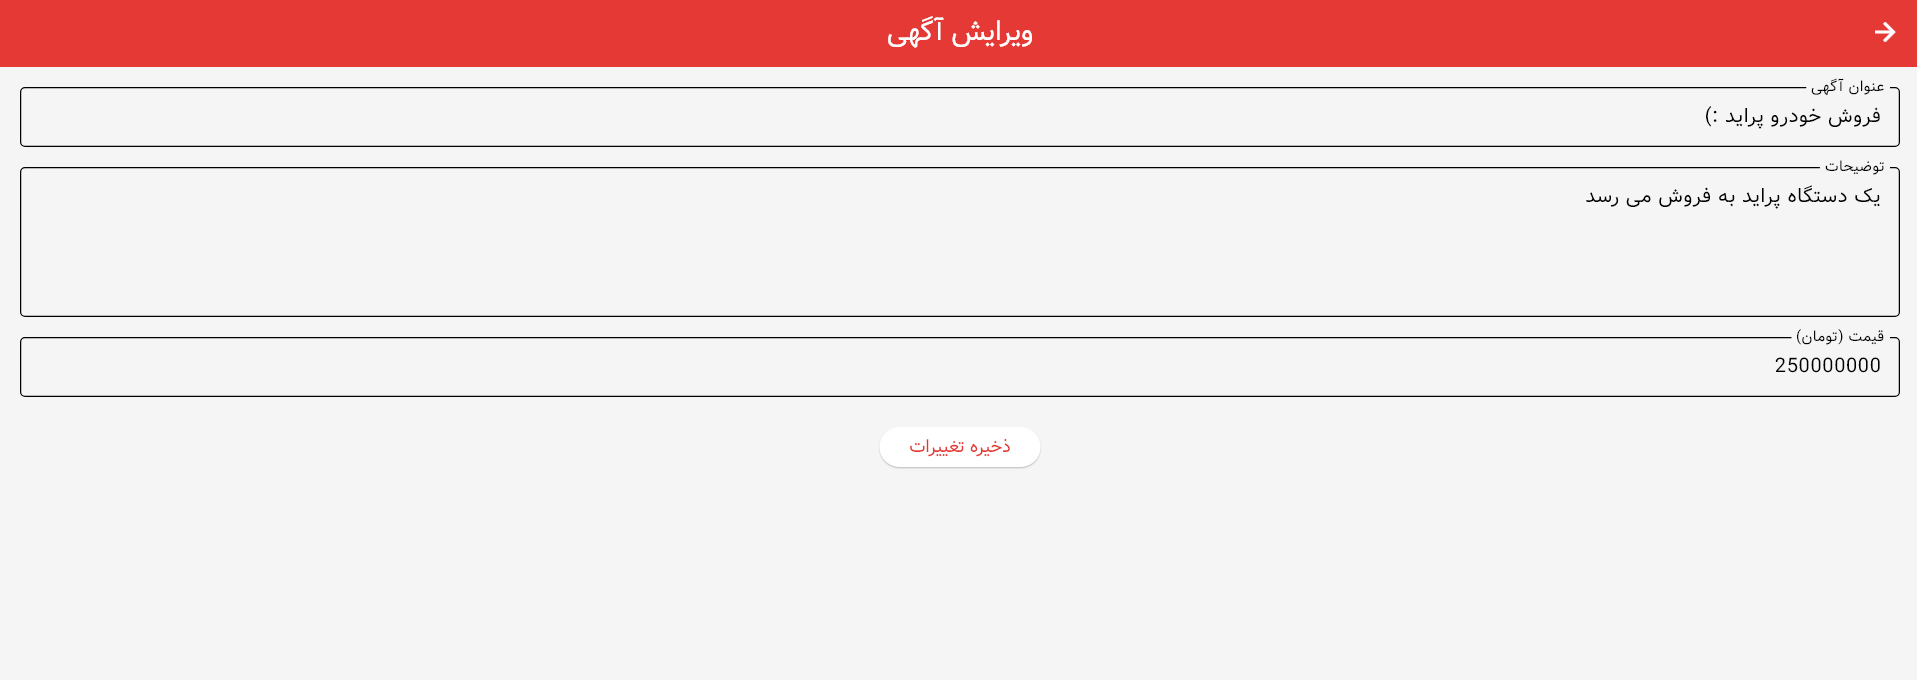 ویرایش آگهی
عنوان آگهی
فروش خودرو پراید :)
توضیحات
یک دستگاه پراید به فروش می رسد
قیمت (تومان)
250000000
ذخیره تغییرات